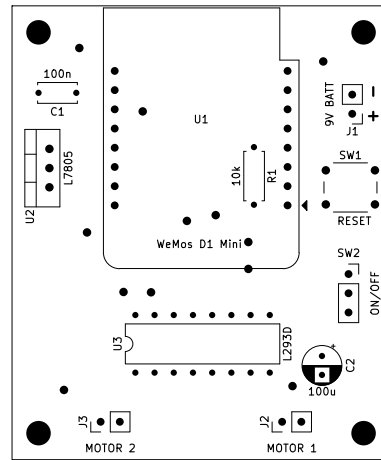 100n
C1
U1
9V BATT
-
+
J1
L7805
U2
10k
R1
SW1
RESET
WeMos D1 Mini
SW2
ON/OFF
U3
L293D
+
C2
100u
J3
MOTOR 2
J2
MOTOR 1